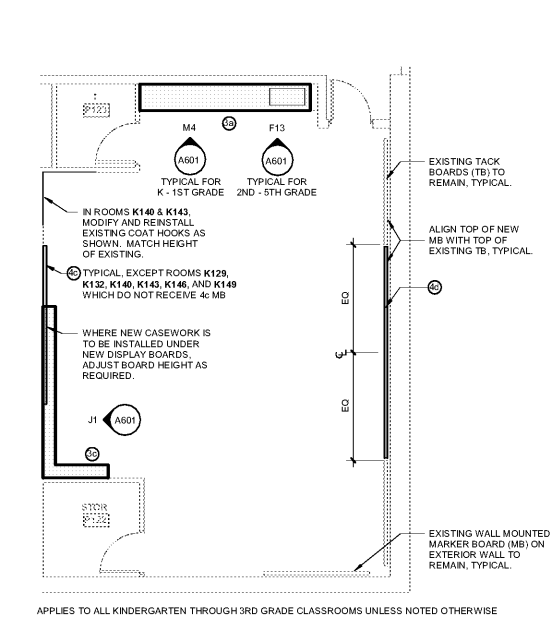 P123
3a
M4
F13
A601
A601
TYPICAL FOR
K - 1ST GRADE
TYPICAL FOR
2ND - 5TH GRADE
EXISTING TACK
BOARDS (TB) TO
REMAIN, TYPICAL.
IN ROOMS K140 & K143,
MODIFY AND REINSTALL
EXISTING COAT HOOKS AS
SHOWN. MATCH HEIGHT
OF EXISTING.
ALIGN TOP OF NEW
MB WITH TOP OF
EXISTING TB, TYPICAL.
4c
TYPICAL, EXCEPT ROOMS K129,
K132, K140, K143, K146, AND K149
WHICH DO NOT RECEIVE 4c MB
4c
EQ
WHERE NEW CASEWORK IS
TO BE INSTALLED UNDER
NEW DISPLAY BOARDS,
ADJUST BOARD HEIGHT AS
REQUIRED.
EQ
J1
A601
3c
STOR
P122
EXISTING WALL MOUNTED
MARKER BOARD (MB) ON
EXTERIOR WALL TO
REMAIN, TYPICAL.
APPLIES TO ALL KINDERGARTEN THROUGH 3RD GRADE CLASSROOMS UNLESS NOTED OTHERWISE